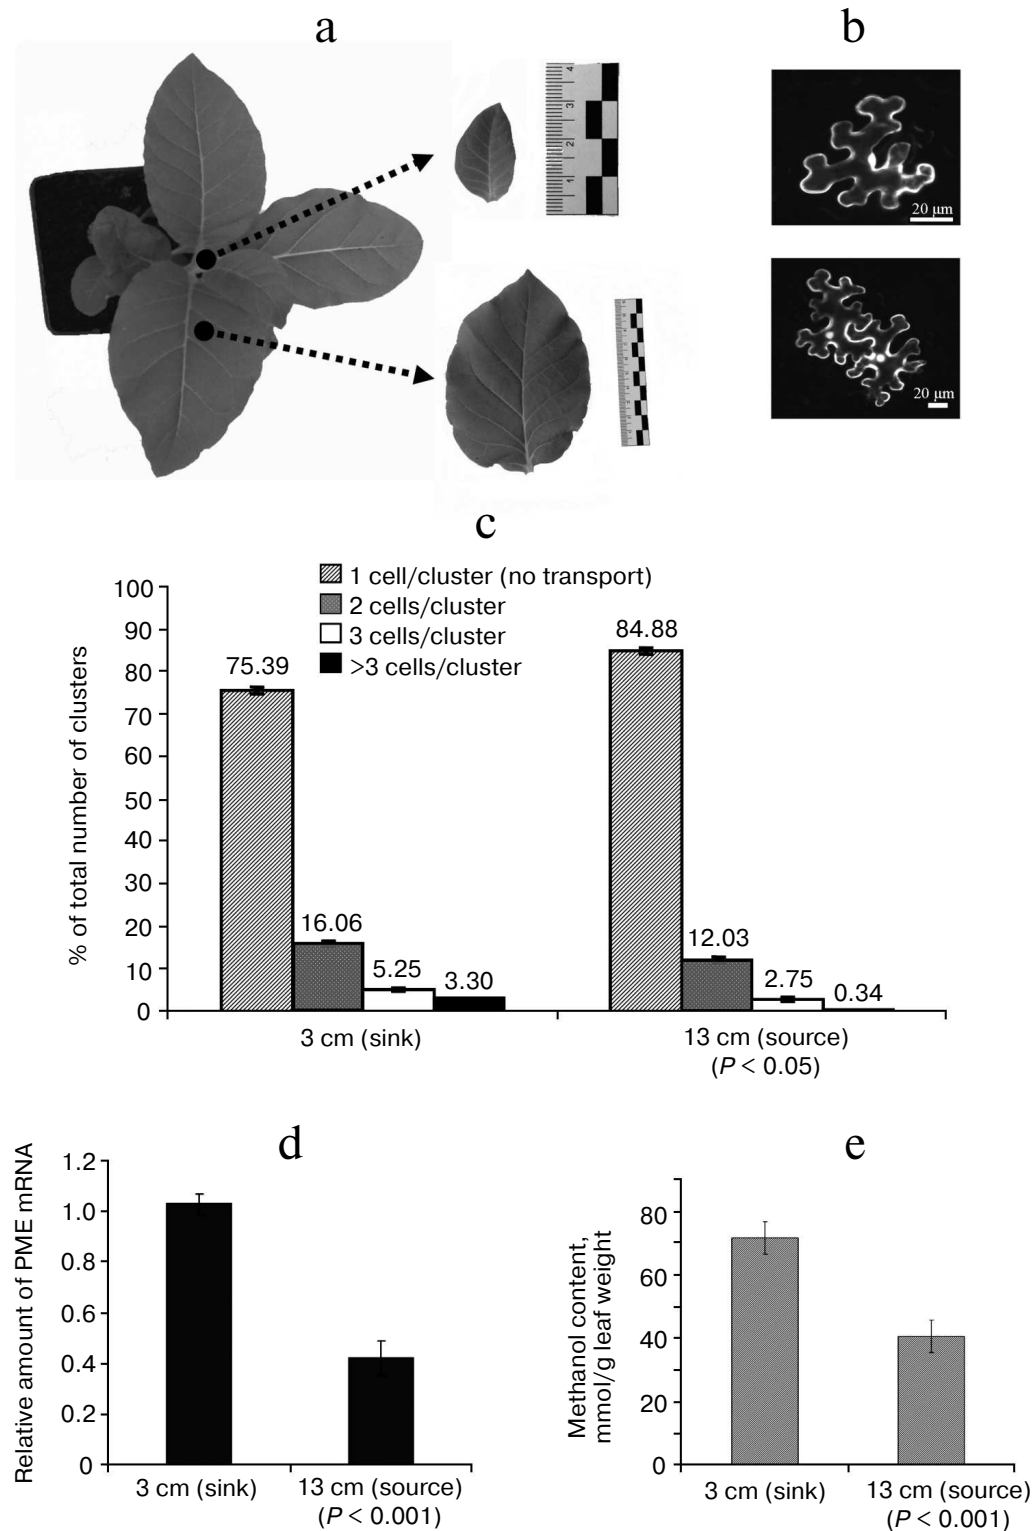 a
b
4
3
2
1
20 μm
20 μm
c
1 cell/cluster (no transport)
2 cells/cluster
3 cells/cluster
>3 cells/cluster
% of total number of clusters
100
90
80
70
60
50
40
30
20
10
0
75.39
16.06
5.25
3.30
84.88
12.03
2.75
0.34
3 cm (sink)
13 cm (source)
(P < 0.05)
d
Relative amount of PME mRNA
1.2
1.0
0.8
0.6
0.4
0.2
0
3 cm (sink)
13 cm (source)
(P < 0.001)
e
Methanol content,
mmol/g leaf weight
80
60
40
20
0
3 cm (sink)
13 cm (source)
(P < 0.001)